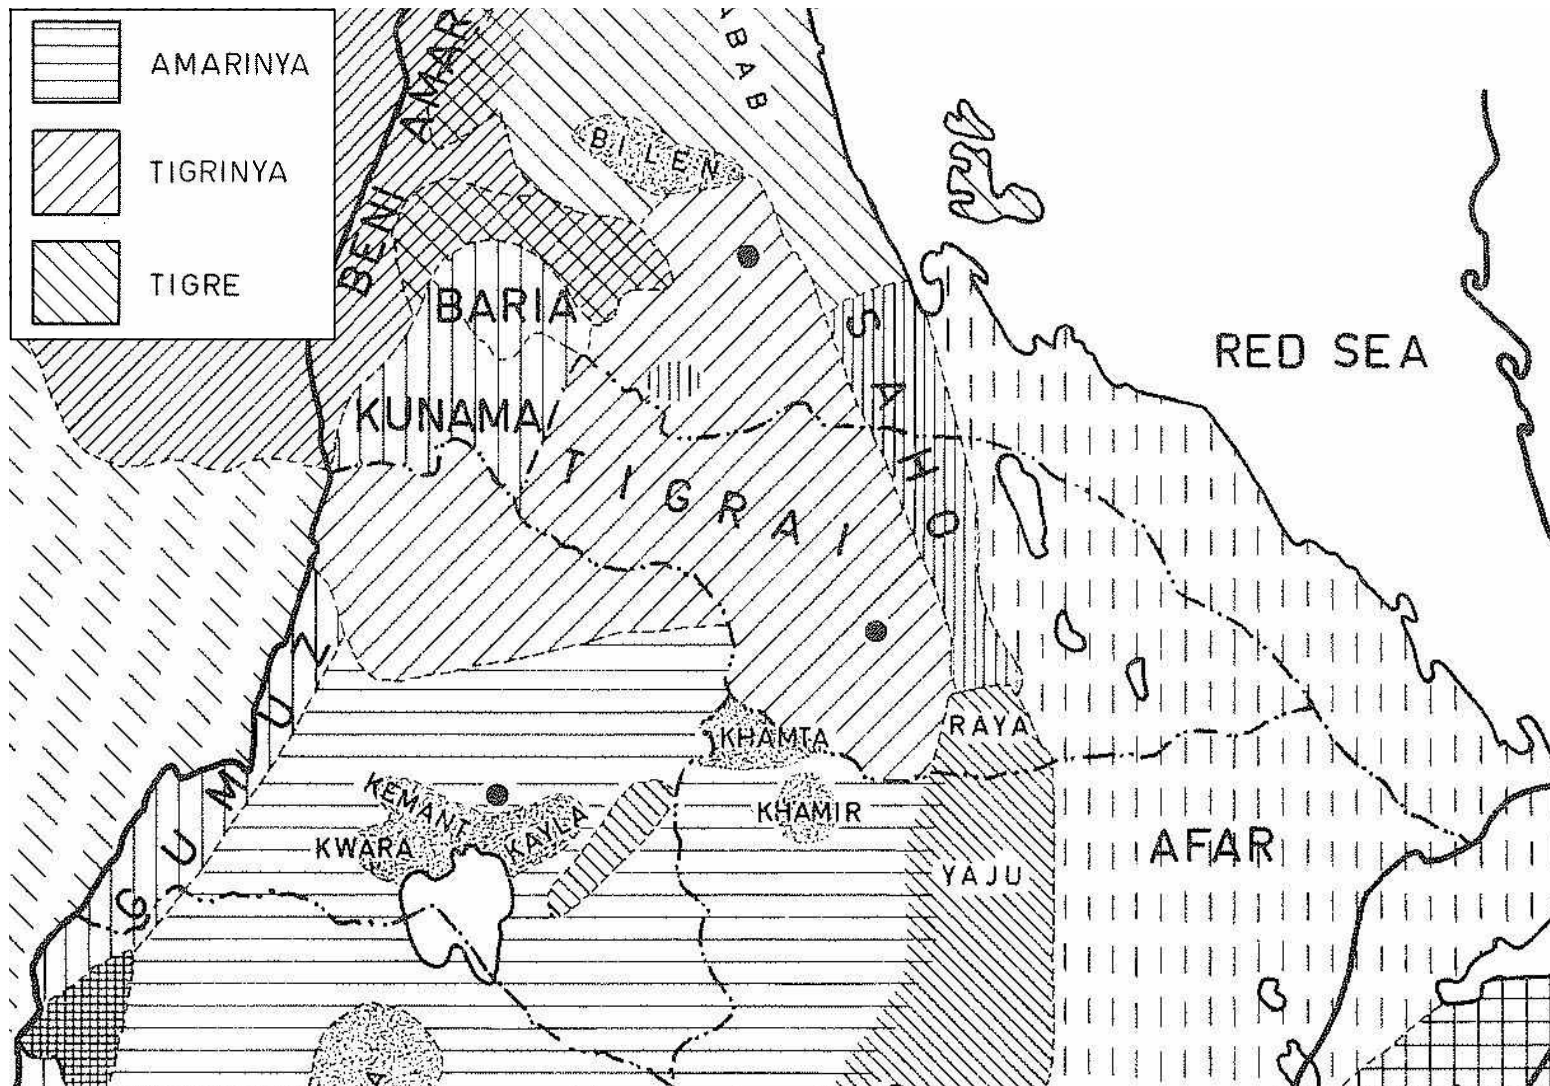 AMARINYA
TIGRINYA
TIGRE
BENI AMAR
BILEN
BARIA
KUNAMA
TIGRAI
SAHO
RED SEA
GUMUZ
KHAMTA
RAYA
KEMANT
KAYLA
KWARA
KHAMIR
YAJU
AFAR